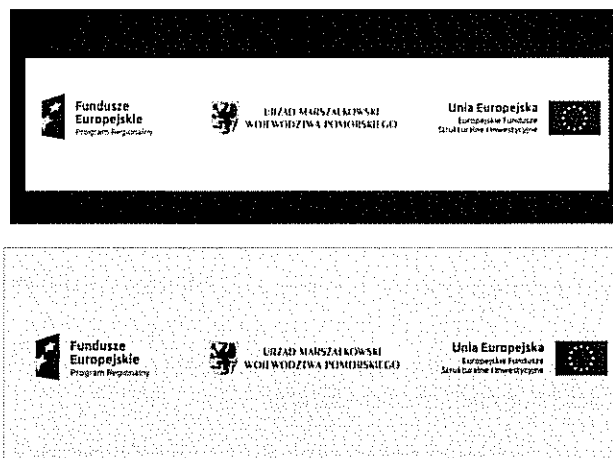 Fundusze
Europejskie
Program Regionalny
URZĄD MARSZAŁKOWSKI
WOJEWÓDZTWA POMORSKIEGO
Unia Europejska
Europejskie Fundusze
Strukturalne i Inwestycyjne
Fundusze
Europejskie
Program Regionalny
URZĄD MARSZAŁKOWSKI
WOJEWÓDZTWA POMORSKIEGO
Unia Europejska
Europejskie Fundusze
Strukturalne i Inwestycyjne